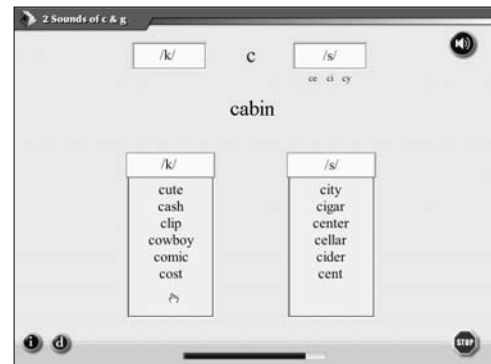 2 Sounds of c & g
/k/ c /s/
ce ci cy
cabin
/k/ /s/
cute city
cash cigar
clip center
cowboy cellar
comic cider
cost cent
i d STOP